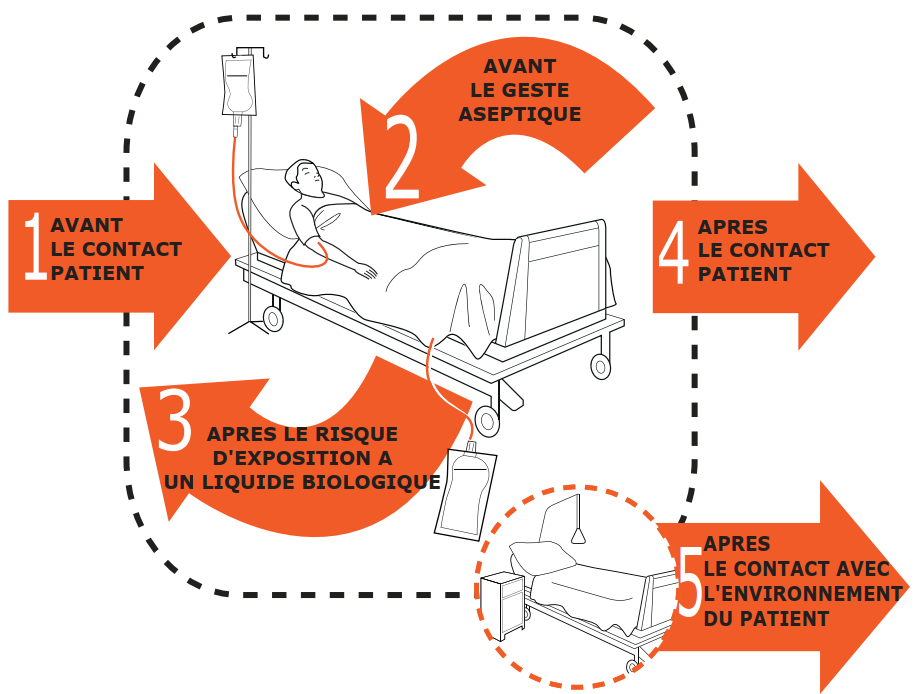 1
AVANT
LE CONTACT
PATIENT
2
AVANT
LE GESTE
ASEPTIQUE
3
APRES LE RISQUE
D'EXPOSITION A
UN LIQUIDE BIOLOGIQUE
4
APRES
LE CONTACT
PATIENT
5
APRES
LE CONTACT AVEC
L'ENVIRONNEMENT
DU PATIENT